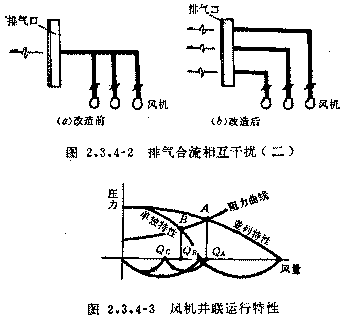 排气口
排气口
风机
风机
(a)改造前
(b)改造后
图 2.3.4-2 排气合流相互干扰(二)
压力
单独特性
B
A
阻力曲线
并列特性
Q_C
Q_B
Q_A
风量
图 2.3.4-3 风机并联运行特性